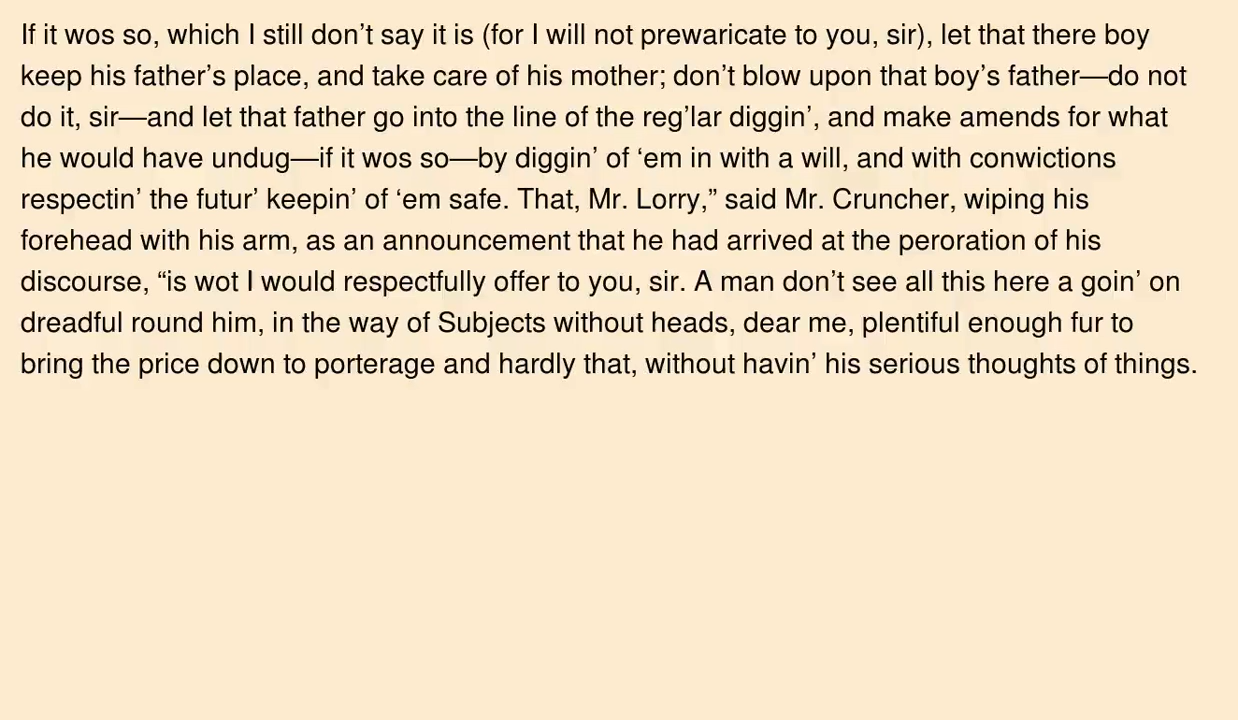 If it wos so, which I still don’t say it is (for I will not prewaricate to you, sir), let that there boy
keep his father’s place, and take care of his mother; don’t blow upon that boy’s father—do not
do it, sir—and let that father go into the line of the reg’lar diggin’, and make amends for what
he would have undug—if it wos so—by diggin’ of ‘em in with a will, and with convictions
respectin’ the futur’ keepin’ of ‘em safe. That, Mr. Lorry,” said Mr. Cruncher, wiping his
forehead with his arm, as an announcement that he had arrived at the peroration of his
discourse, “is wot I would respectfully offer to you, sir. A man don’t see all this here a goin’ on
dreadful round him, in the way of Subjects without heads, dear me, plentiful enough fur to
bring the price down to porterage and hardly that, without havin’ his serious thoughts of things.